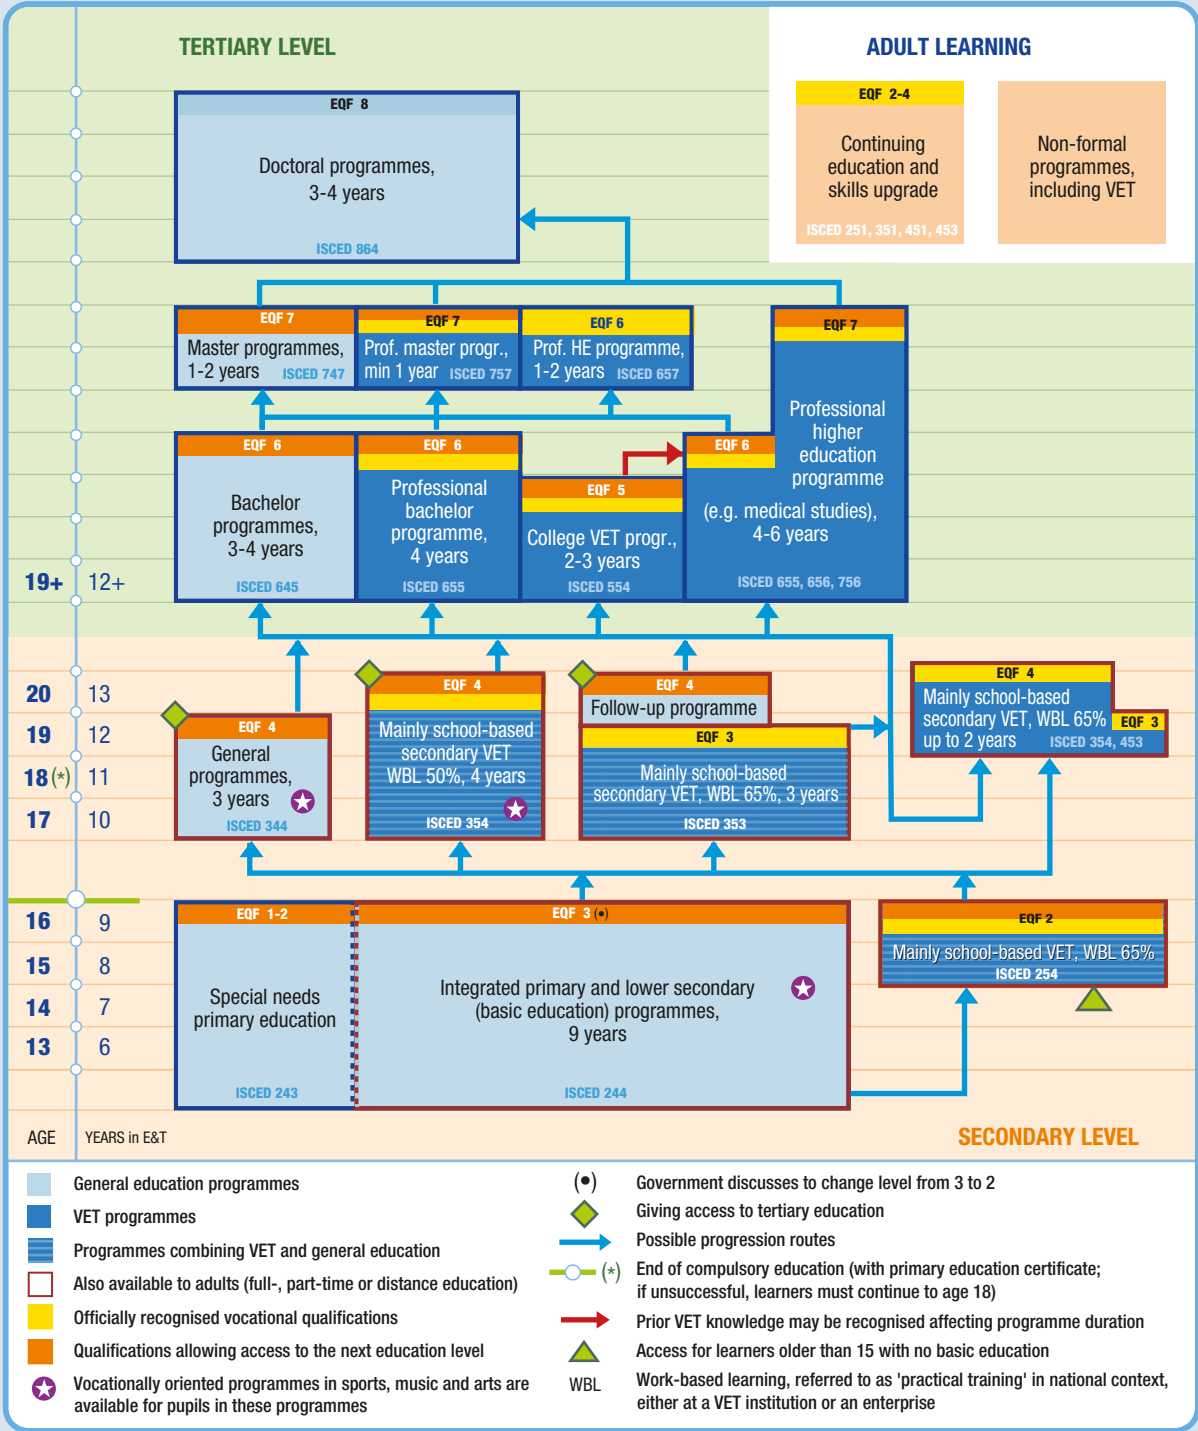 TERTIARY LEVEL
ADULT LEARNING
EQF 8
Doctoral programmes,
3-4 years
ISCED 864
EQF 2-4
Continuing
education and
skills upgrade
ISCED 251, 351, 451, 453
Non-formal
programmes,
including VET
EQF 7
Master programmes,
1-2 years ISCED 747
EQF 7
Prof. master progr.,
min 1 year ISCED 757
EQF 6
Prof. HE programme,
1-2 years ISCED 657
EQF 7
Professional
higher
education
programme
EQF 6
(e.g. medical studies),
4-6 years
ISCED 655, 656, 756
EQF 6
Bachelor
programmes,
3-4 years
ISCED 645
EQF 6
Professional
bachelor
programme,
4 years
ISCED 655
EQF 5
College VET progr.,
2-3 years
ISCED 554
19+ 12+
20 13
19 12
18 (*) 11
17 10
EQF 4
General
programmes,
3 years
ISCED 344
EQF 4
Mainly school-based
secondary VET
WBL 50%, 4 years
ISCED 354
EQF 4
Follow-up programme
EQF 3
Mainly school-based
secondary VET, WBL 65%, 3 years
ISCED 353
EQF 4
Mainly school-based
secondary VET, WBL 65%
up to 2 years ISCED 354, 453
EQF 3
16 9
15 8
14 7
13 6
EQF 1-2
Special needs
primary education
ISCED 243
EQF 3 (•)
Integrated primary and lower secondary
(basic education) programmes,
9 years
ISCED 244
EQF 2
Mainly school-based VET, WBL 65%
ISCED 254
AGE YEARS in E&T
SECONDARY LEVEL
General education programmes
VET programmes
Programmes combining VET and general education
Also available to adults (full-, part-time or distance education)
Officially recognised vocational qualifications
Qualifications allowing access to the next education level
Vocationally oriented programmes in sports, music and arts are
available for pupils in these programmes
(•) Government discusses to change level from 3 to 2
Giving access to tertiary education
Possible progression routes
(*) End of compulsory education (with primary education certificate;
if unsuccessful, learners must continue to age 18)
Prior VET knowledge may be recognised affecting programme duration
Access for learners older than 15 with no basic education
WBL Work-based learning, referred to as 'practical training' in national context,
either at a VET institution or an enterprise